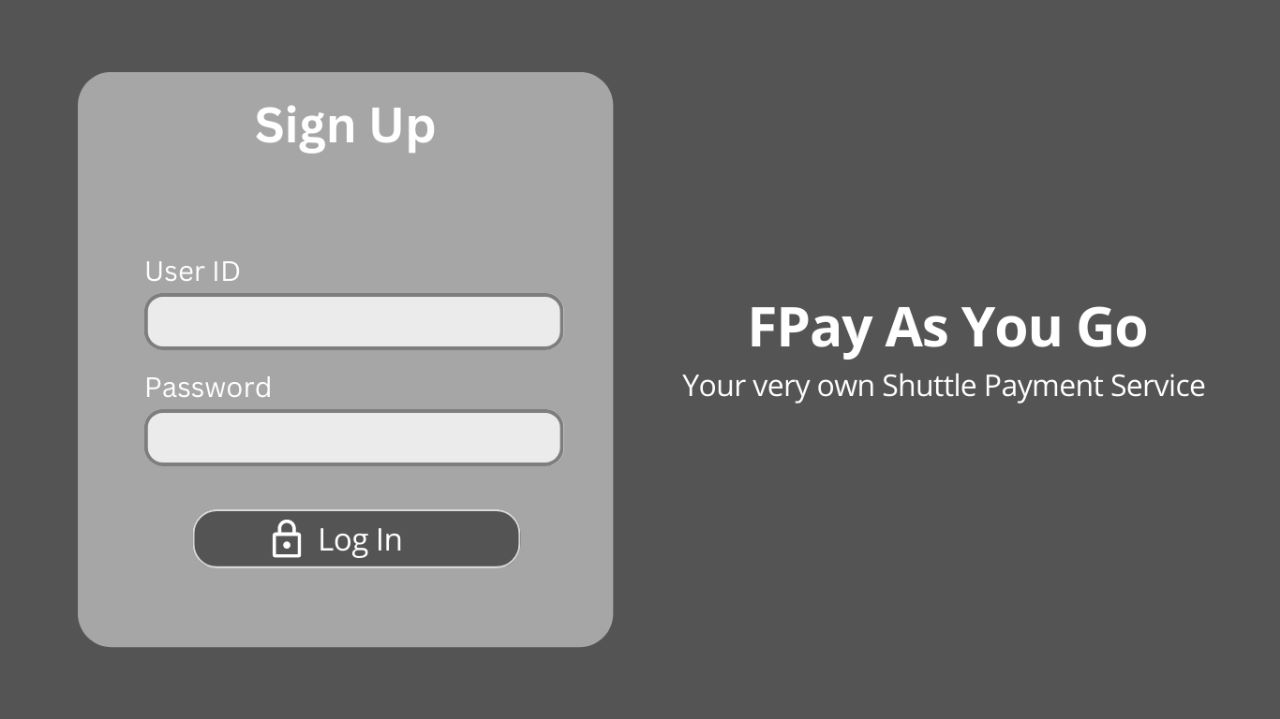 Sign Up
User ID
Password
Log In
FPay As You Go
Your very own Shuttle Payment Service